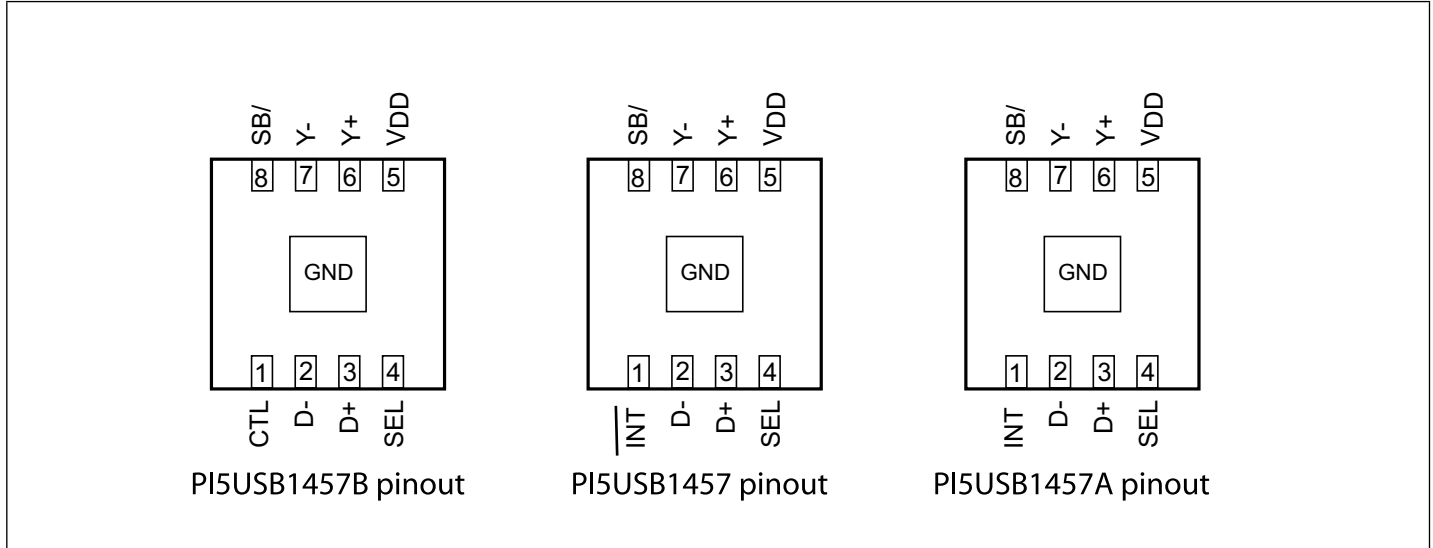 SB/ Y- Y+ VDD
8 7 6 5
GND
1 2 3 4
CTL D- D+ SEL
PI5USB1457B pinout
SB/ Y- Y+ VDD
8 7 6 5
GND
1 2 3 4
INT D- D+ SEL
PI5USB1457 pinout
SB/ Y- Y+ VDD
8 7 6 5
GND
1 2 3 4
INT D- D+ SEL
PI5USB1457A pinout